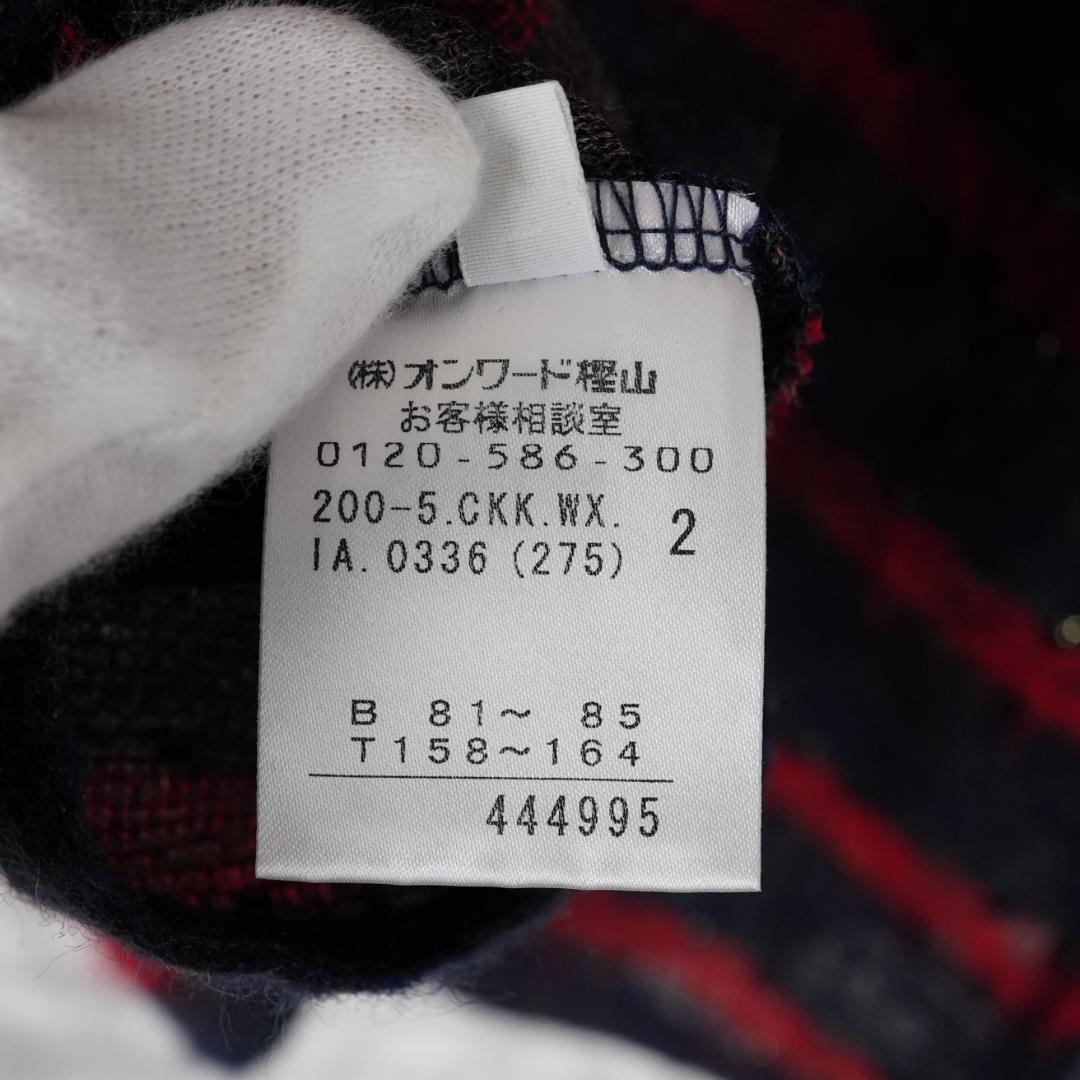 (株)オンワード樫山
お客様相談室
0120-586-300
200-5.CKK.WX.
IA.0336 (275)
2
B 81~ 85
T158~164
444995